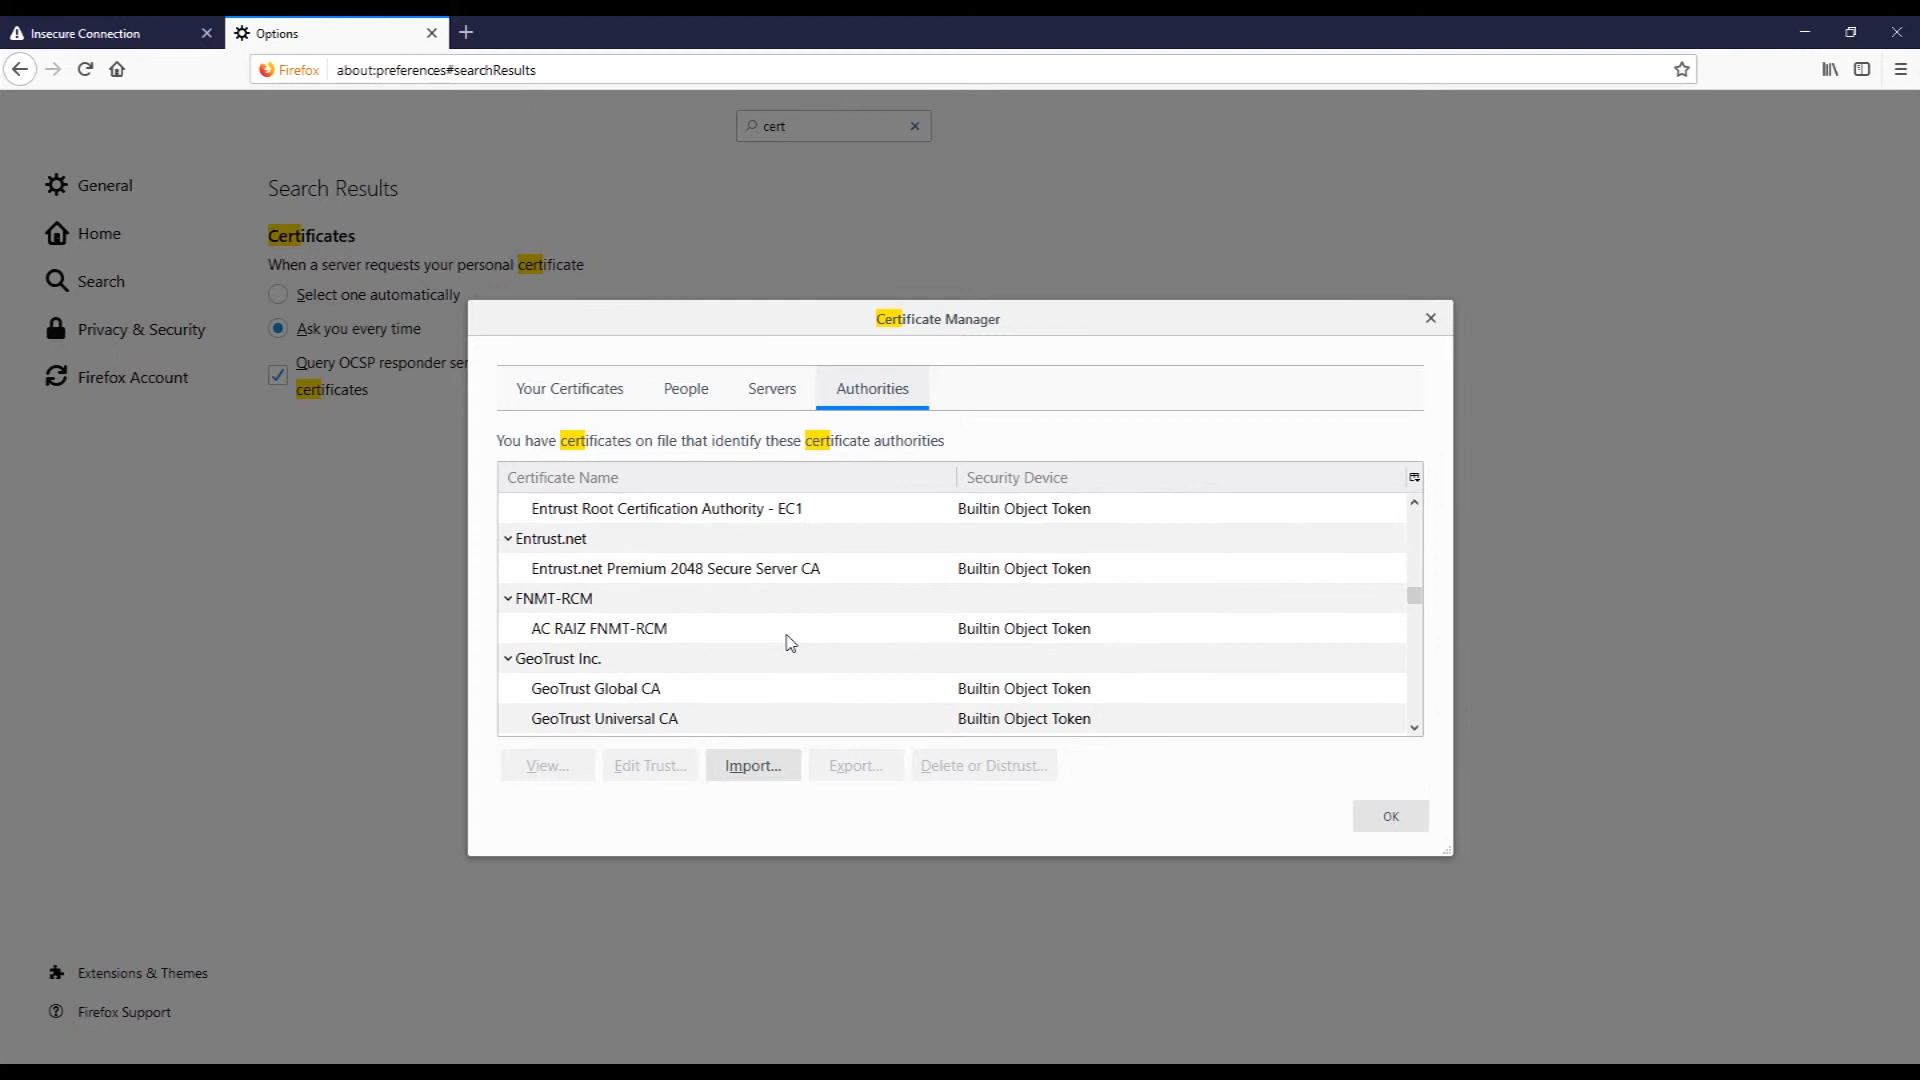 Insecure Connection
Options
Firefox
about:preferences#searchResults
cert
General
Home
Search
Privacy & Security
Firefox Account
Search Results
Certificates
When a server requests your personal certificate
Select one automatically
Ask you every time
Query OCSP responder ser
certificates
Certificate Manager
Your Certificates People Servers Authorities
You have certificates on file that identify these certificate authorities
Certificate Name Security Device
Entrust Root Certification Authority - EC1 Builtin Object Token
Entrust.net
Entrust.net Premium 2048 Secure Server CA Builtin Object Token
FNMT-RCM
AC RAIZ FNMT-RCM Builtin Object Token
GeoTrust Inc.
GeoTrust Global CA Builtin Object Token
GeoTrust Universal CA Builtin Object Token
View... Edit Trust... Import... Export... Delete or Distrust...
OK
Extensions & Themes
Firefox Support